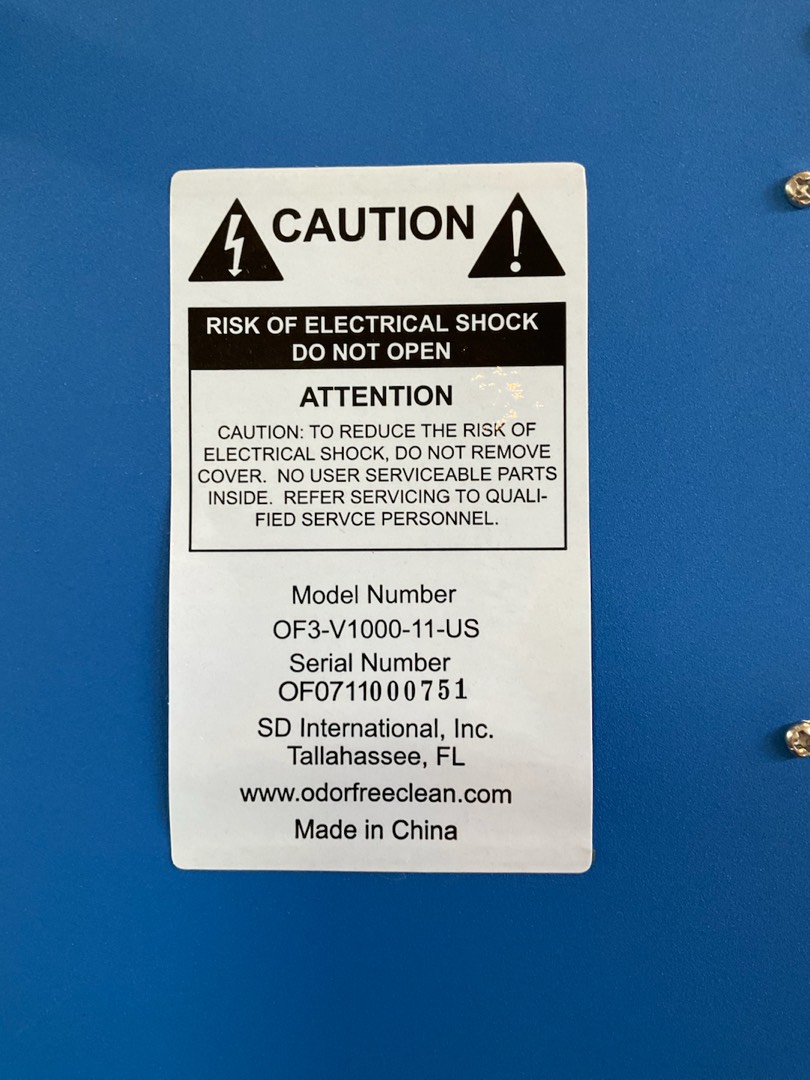 CAUTION
RISK OF ELECTRICAL SHOCK
DO NOT OPEN
ATTENTION
CAUTION: TO REDUCE THE RISK OF
ELECTRICAL SHOCK, DO NOT REMOVE
COVER. NO USER SERVICEABLE PARTS
INSIDE. REFER SERVICING TO QUALI-
FIED SERVCE PERSONNEL.
Model Number
OF3-V1000-11-US
Serial Number
OF0711000751
SD International, Inc.
Tallahassee, FL
www.odorfreeclean.com
Made in China